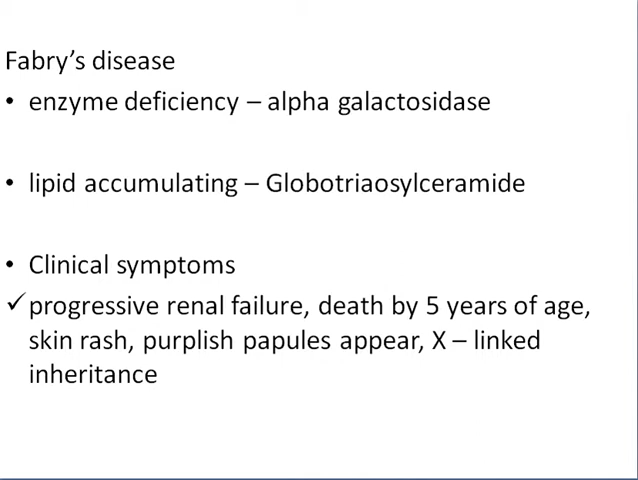 Fabry’s disease
• enzyme deficiency – alpha galactosidase
• lipid accumulating – Globotriaosylceramide
• Clinical symptoms
✓ progressive renal failure, death by 5 years of age,
skin rash, purplish papules appear, X – linked
inheritance